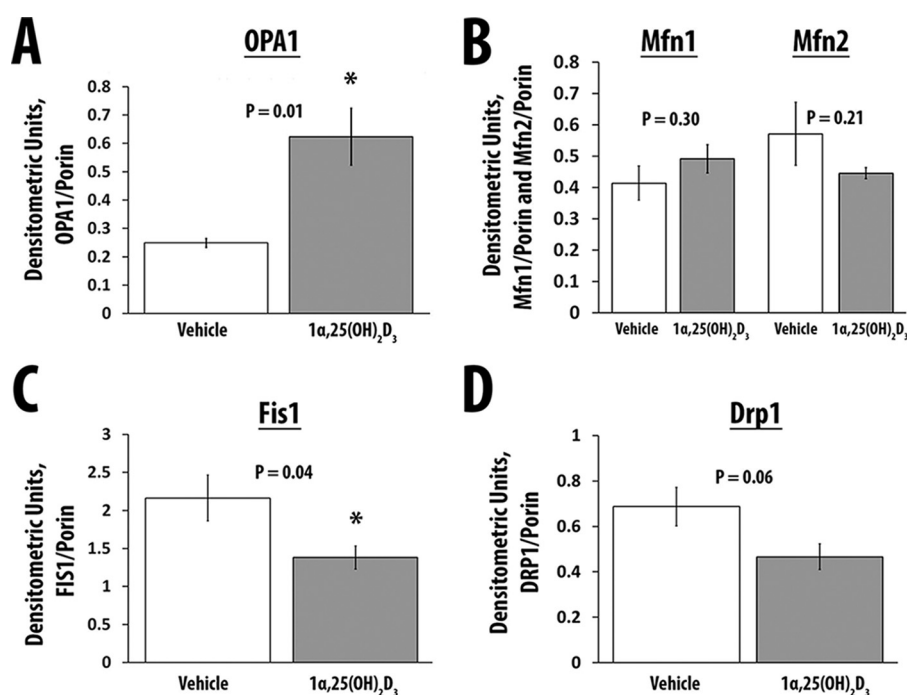 A
OPA1
Densitometric Units,
OPA1/Porin
0.8
0.7
0.6
0.5
0.4
0.3
0.2
0.1
0
P = 0.01
*
Vehicle
1α,25(OH)₂D₃
B
Mfn1
Mfn2
Densitometric Units,
Mfn1/Porin and Mfn2/Porin
0.8
0.7
0.6
0.5
0.4
0.3
0.2
0.1
0
P = 0.30
P = 0.21
Vehicle
1α,25(OH)₂D₃
Vehicle
1α,25(OH)₂D₃
C
Fis1
Densitometric Units,
FIS1/Porin
3
2.5
2
1.5
1
0.5
0
P = 0.04
*
Vehicle
1α,25(OH)₂D₃
D
Drp1
Densitometric Units,
DRP1/Porin
1
0.8
0.6
0.4
0.2
0
P = 0.06
Vehicle
1α,25(OH)₂D₃